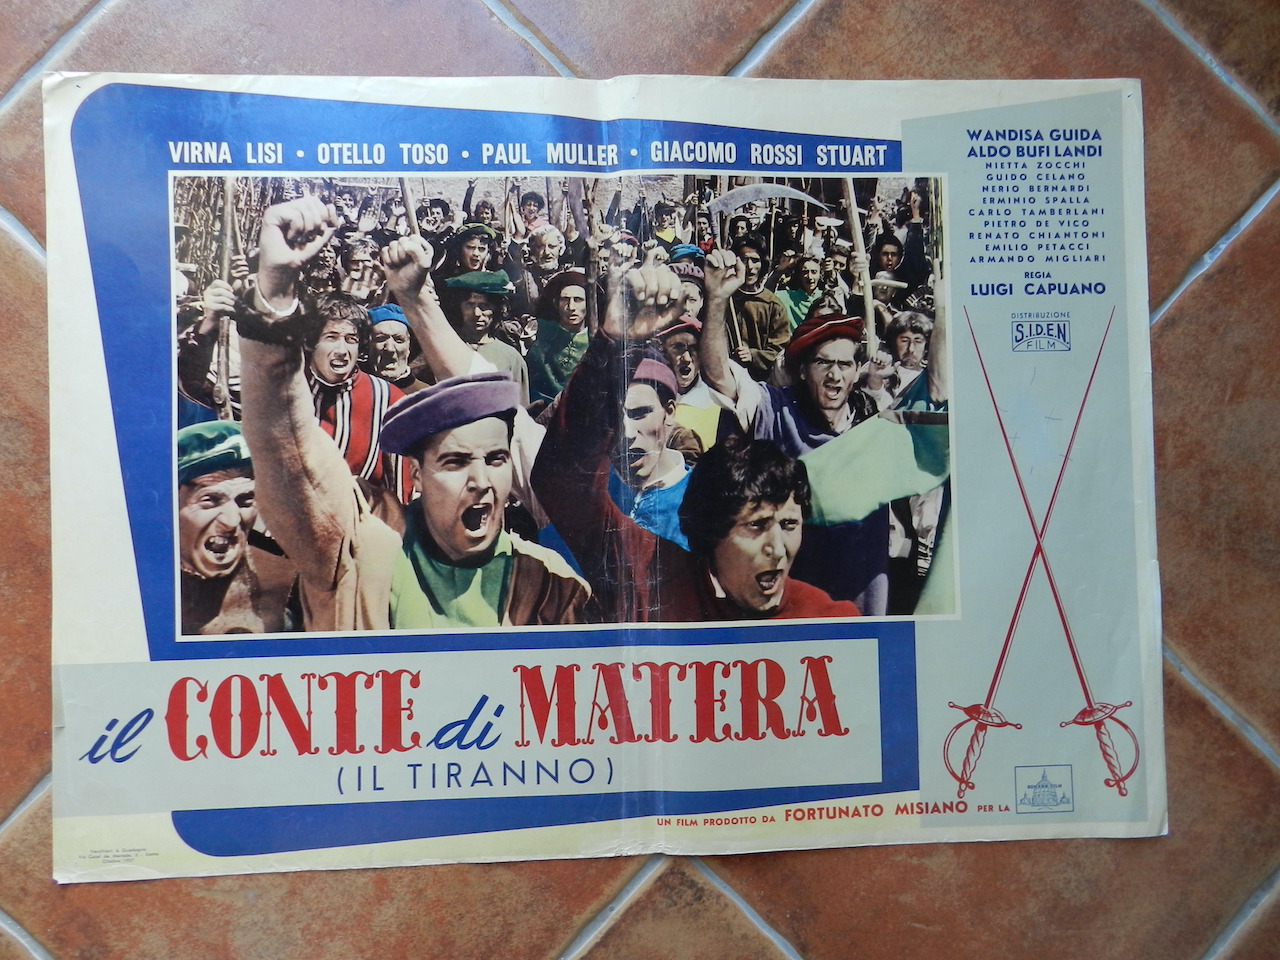 VIRNA LISI • OTELLO TOSO • PAUL MULLER • GIACOMO ROSSI STUART
WANDISA GUIDA
ALDO BUFI LANDI
NIETTA ZOCCHI
GUIDO CELANO
NERIO BERNARDI
ERMINIO SPALLA
CARLO TAMBERLANI
PIETRO DE VICO
RENATO CHIANTONI
EMILIO PETACCI
ARMANDO MIGLIARI
REGIA
LUIGI CAPUANO
DISTRIBUZIONE
S.I.D.E.N.
FILM
il CONTE di MATERA
(IL TIRANNO)
UN FILM PRODOTTO DA FORTUNATO MISIANO PER LA
ROMANA FILM